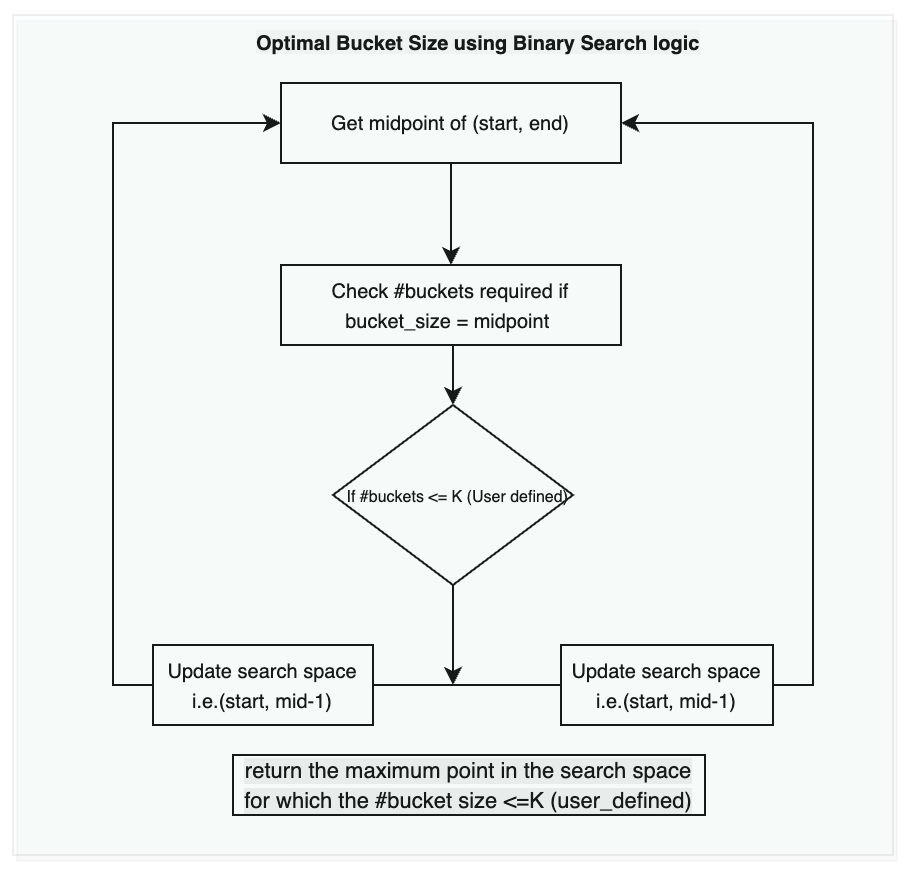 Optimal Bucket Size using Binary Search logic
Get midpoint of (start, end)
Check #buckets required if
bucket_size = midpoint
If #buckets <= K (User defined)
Update search space
i.e.(start, mid-1)
Update search space
i.e.(start, mid-1)
return the maximum point in the search space
for which the #bucket size <=K (user_defined)